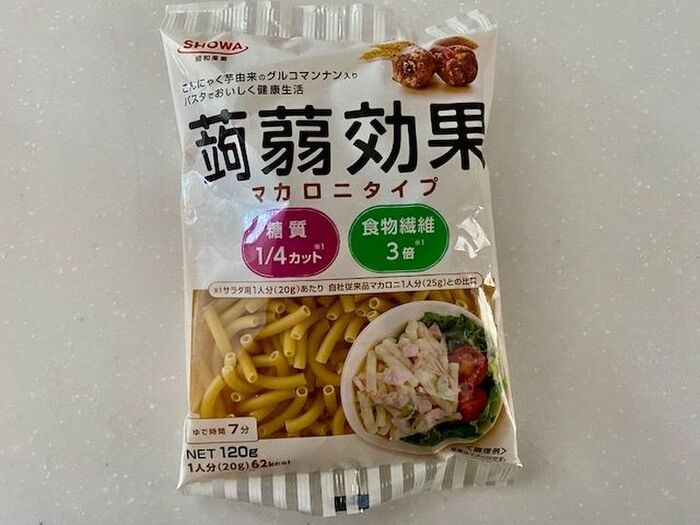 SHOWA
昭和産業
こんにゃく芋由来のグルコマンナン入り
パスタでおいしく健康生活
蒟蒻効果
マカロニタイプ
糖質
1/4カット※1
食物繊維
3倍※1
※1サラダ用1人分(20g)あたり 自社従来品マカロニ1人分(25g)との比較
ゆで時間 7分
NET 120g
1人分(20g) 62kcal
調理例>